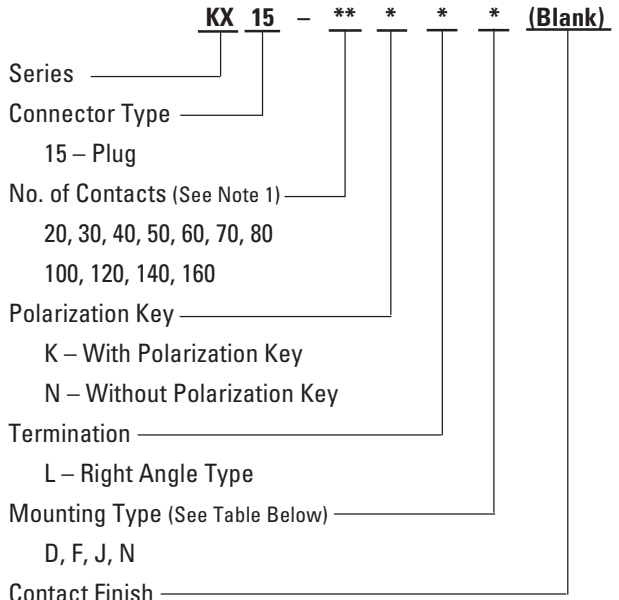 KX 15 – ** * * * (Blank)
Series
Connector Type
15 – Plug
No. of Contacts (See Note 1)
20, 30, 40, 50, 60, 70, 80
100, 120, 140, 160
Polarization Key
K – With Polarization Key
N – Without Polarization Key
Termination
L – Right Angle Type
Mounting Type (See Table Below)
D, F, J, N
Contact Finish